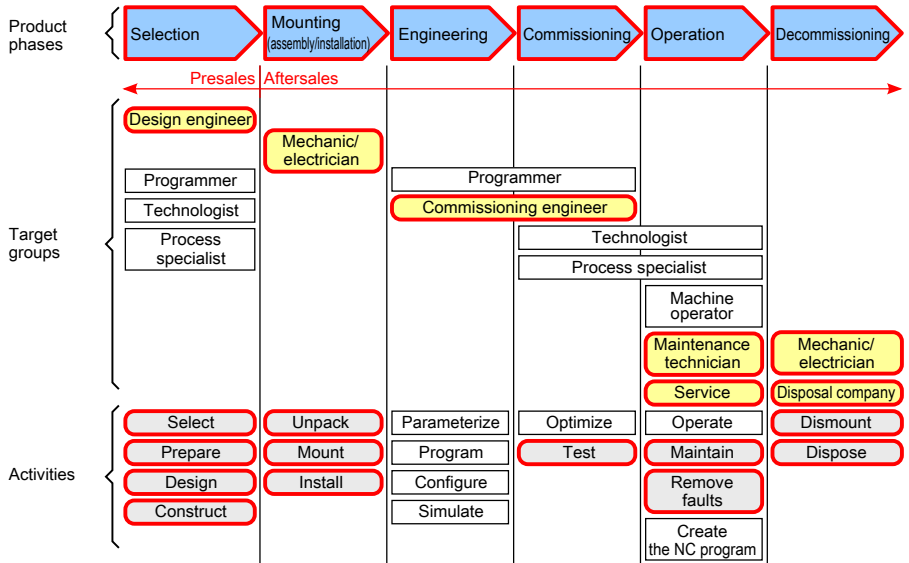 Product
phases
Selection
Mounting
(assembly/installation)
Engineering
Commissioning
Operation
Decommissioning
Presales
Aftersales
Target
groups
Design engineer
Mechanic/
electrician
Programmer
Programmer
Technologist
Commissioning engineer
Process
specialist
Technologist
Process specialist
Machine
operator
Maintenance
technician
Mechanic/
electrician
Service
Disposal company
Activities
Select
Unpack
Parameterize
Optimize
Operate
Dismount
Prepare
Mount
Program
Test
Maintain
Dispose
Design
Install
Configure
Remove
faults
Construct
Simulate
Create
the NC program